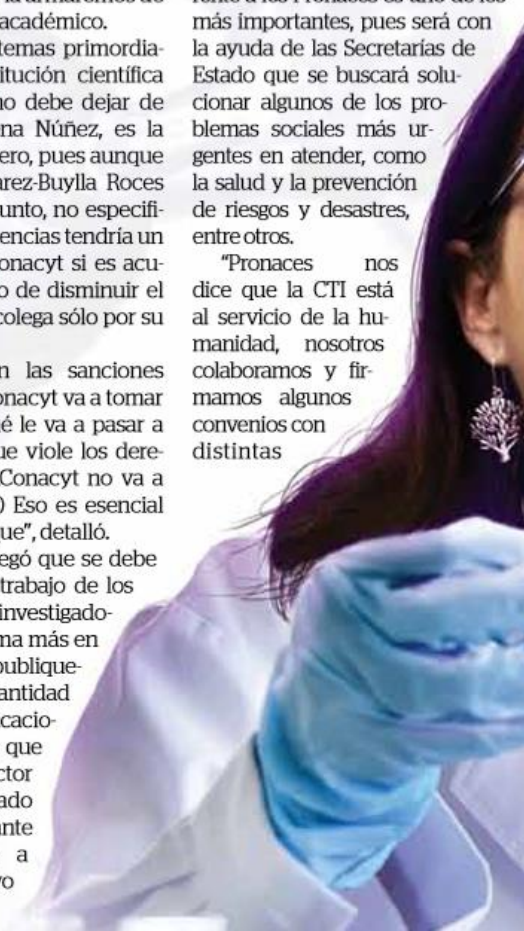 académico.
temas primordia-
titución científica
no debe dejar de
ena Núñez, es la
ero, pues aunque
arez-Buylla Roces
unto, no especifi-
encias tendría un
onacyt si es acu-
o de disminuir el
colega sólo por su
n las sanciones
onacyt va a tomar
é le va a pasar a
ue viole los dere-
Conacyt no va a
) Eso es esencial
ue”, detalló.
egó que se debe
trabajo de los
investigado-
ma más en
publique-
antidad
cacio-
que
ctor
ado
ante
a
vo
más importantes, pues será con
la ayuda de las Secretarías de
Estado que se buscará solu-
cionar algunos de los pro-
blemas sociales más ur-
gentes en atender, como
la salud y la prevención
de riesgos y desastres,
entre otros.
“Pronaces nos
dice que la CTI está
al servicio de la hu-
manidad, nosotros
colaboramos y fir-
mamos algunos
convenios con
distintas